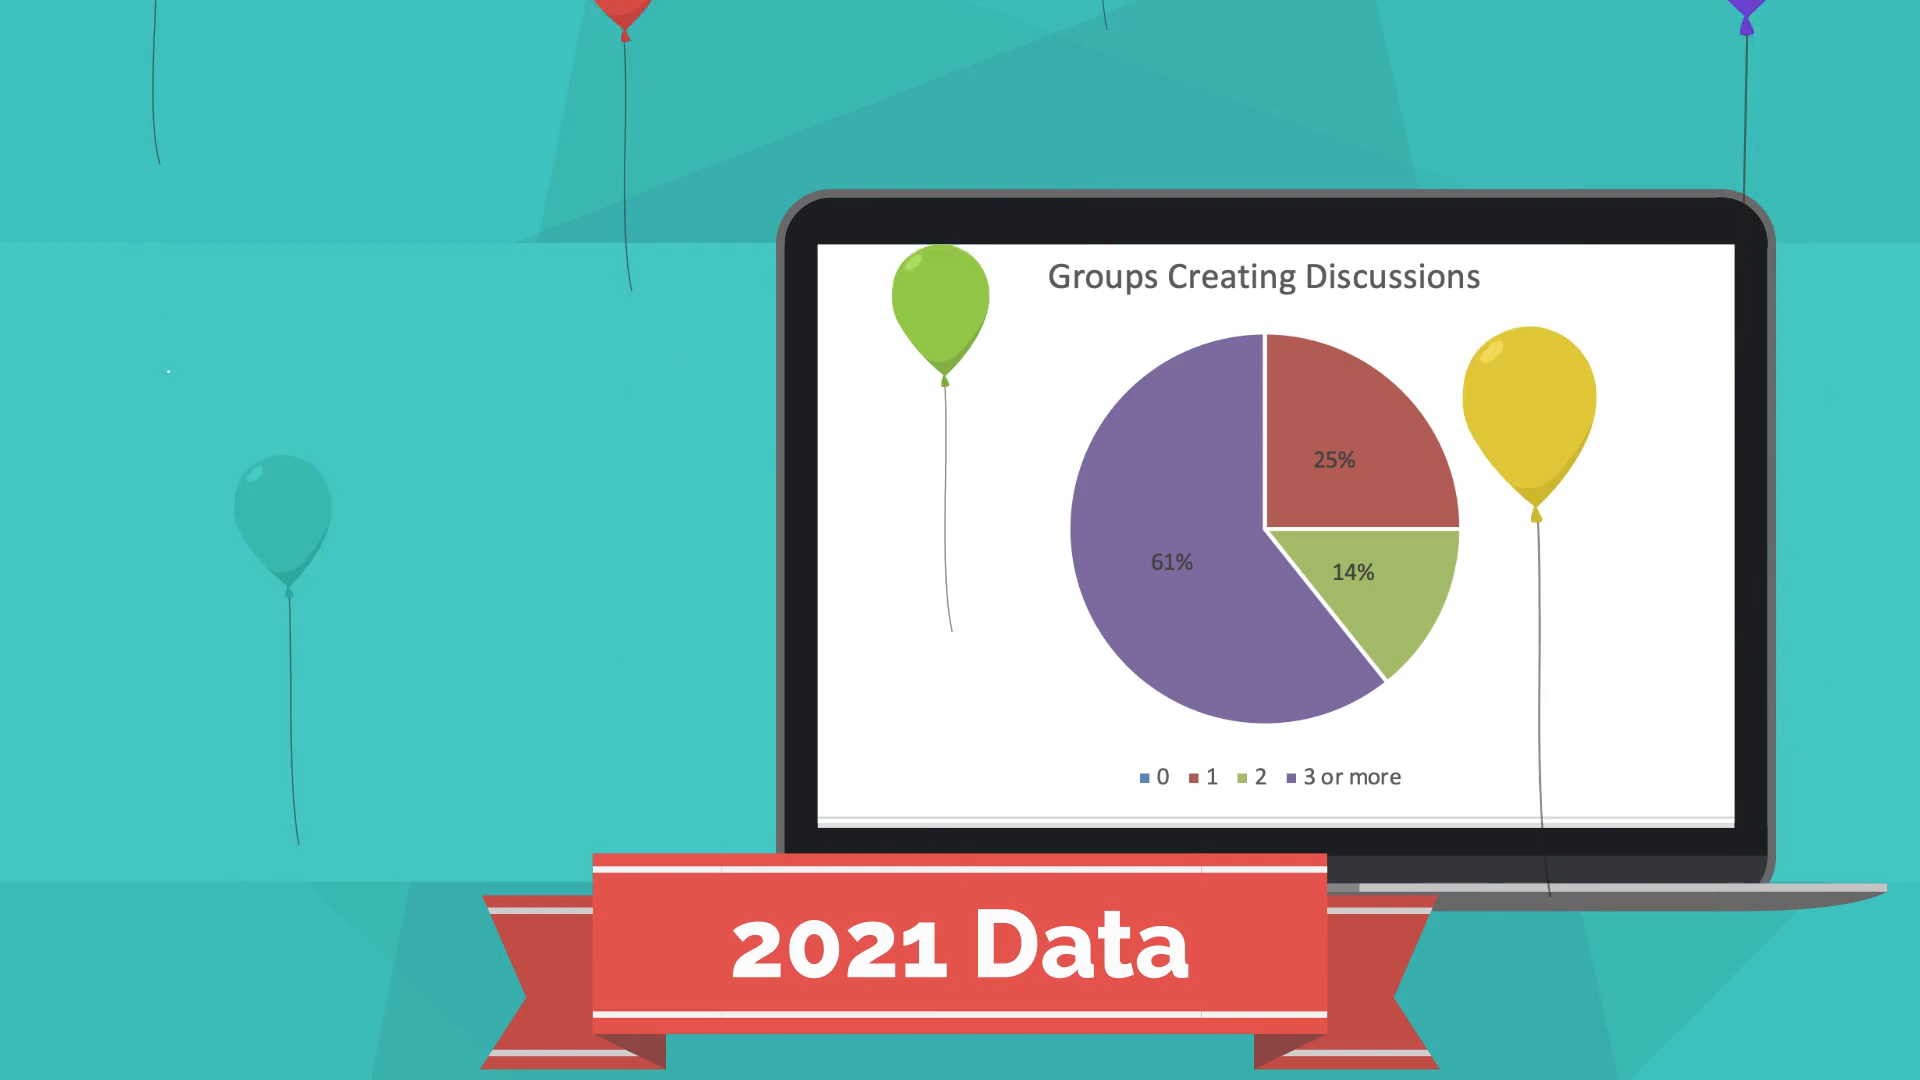 Groups Creating Discussions
25%
61%
14%
0 1 2 3 or more
2021 Data